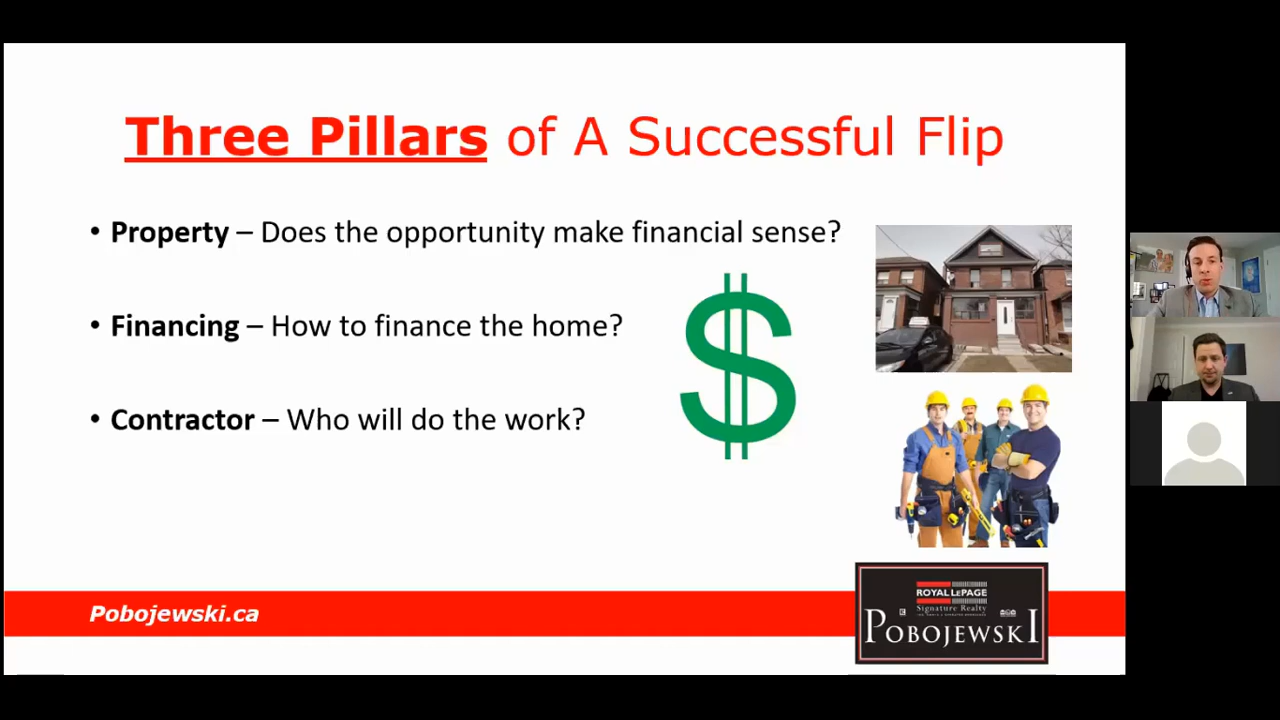 Three Pillars of A Successful Flip
• Property – Does the opportunity make financial sense?
• Financing – How to finance the home?
• Contractor – Who will do the work?
Pobojewski.ca
ROYAL LEPAGE
Signature Realty
POBOJEWSKI